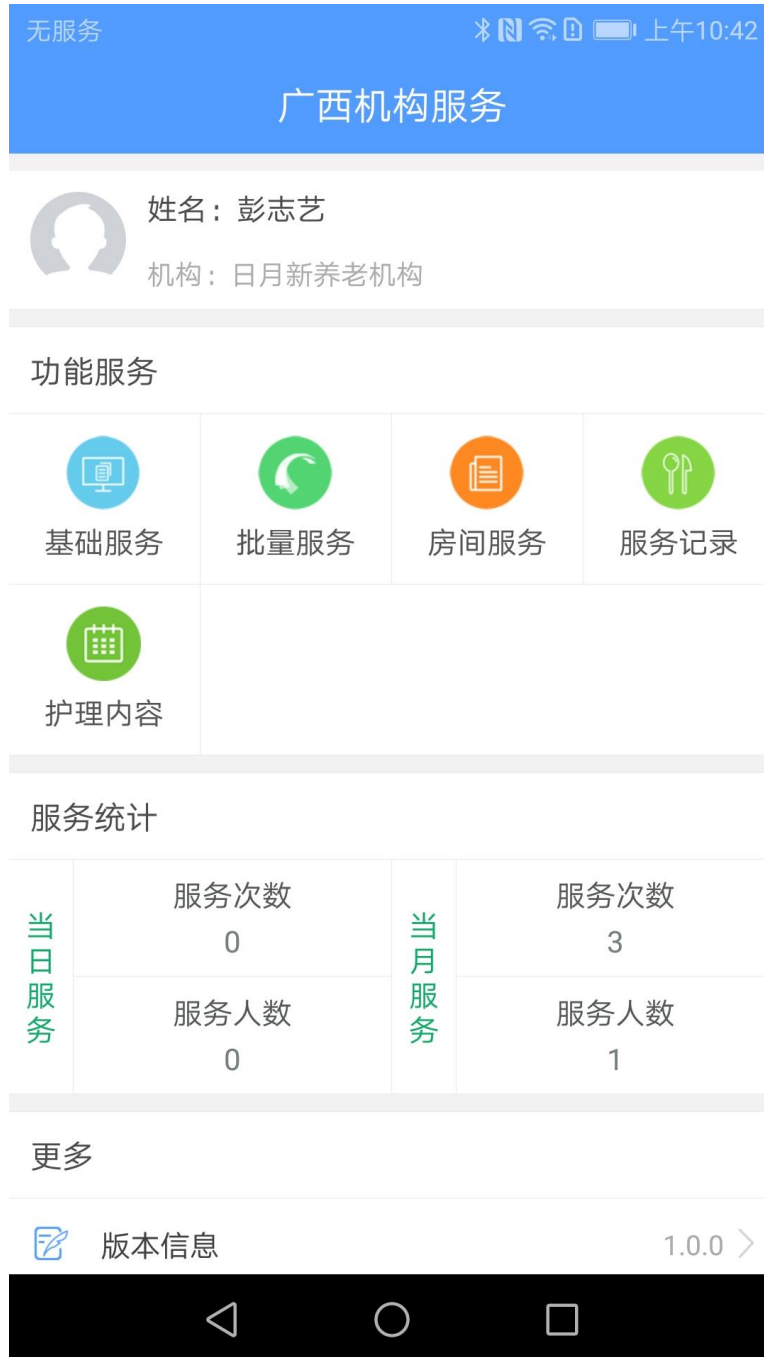 无服务 上午10:42
广西机构服务
姓名：彭志艺
机构：日月新养老机构
功能服务
基础服务 批量服务 房间服务 服务记录
护理内容
服务统计
当日服务
服务次数
0
服务人数
0
当月服务
服务次数
3
服务人数
1
更多
版本信息 1.0.0